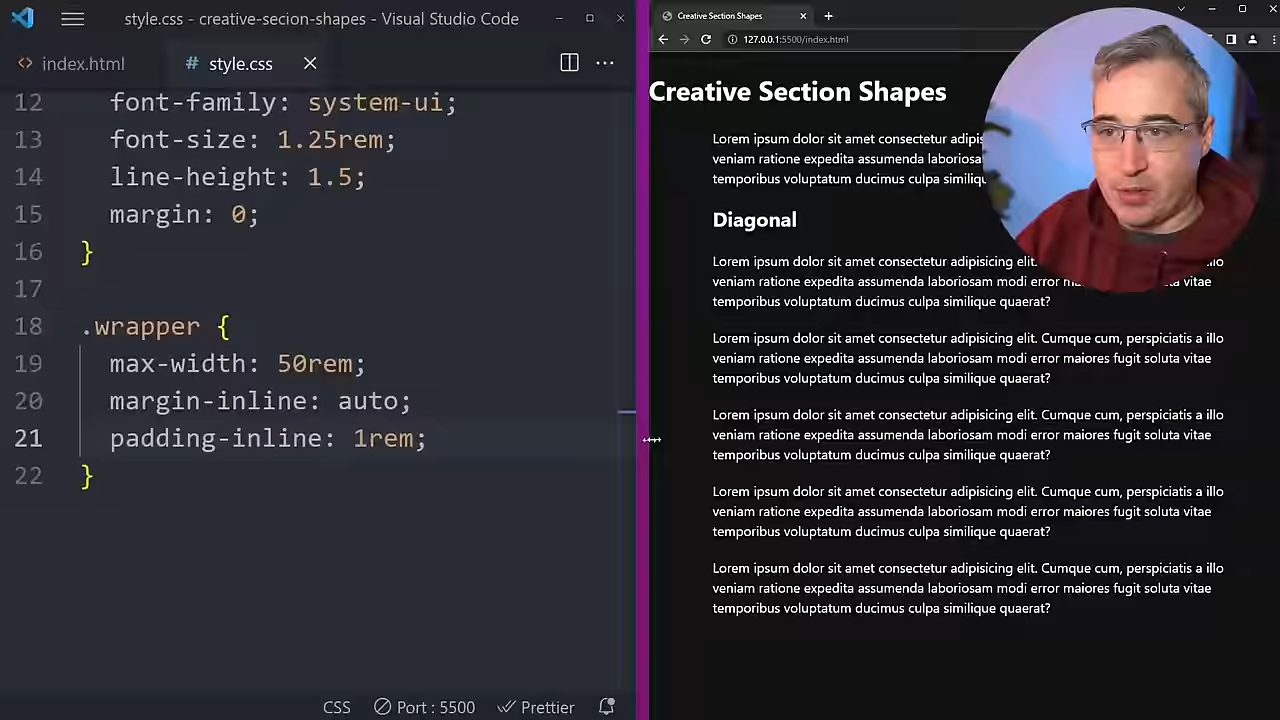 style.css - creative-secion-shapes - Visual Studio Code
index.html
# style.css
12 font-family: system-ui;
13 font-size: 1.25rem;
14 line-height: 1.5;
15 margin: 0;
16 }
17
18 .wrapper {
19 max-width: 50rem;
20 margin-inline: auto;
21 padding-inline: 1rem;
22 }
CSS Port : 5500 Prettier
Creative Section Shapes
127.0.0.1:5500/index.html
Creative Section Shapes
Lorem ipsum dolor sit amet consectetur
veniam ratione expedita assumenda
temporibus voluptatum ducimus culpa
Diagonal
Lorem ipsum dolor sit amet consectetur adipisicing elit. illo
veniam ratione expedita assumenda laboriosam modi error vitae
temporibus voluptatum ducimus culpa similique quaerat?
Lorem ipsum dolor sit amet consectetur adipisicing elit. Cumque cum, perspiciatis a illo
veniam ratione expedita assumenda laboriosam modi error maiores fugit soluta vitae
temporibus voluptatum ducimus culpa similique quaerat?
Lorem ipsum dolor sit amet consectetur adipisicing elit. Cumque cum, perspiciatis a illo
veniam ratione expedita assumenda laboriosam modi error maiores fugit soluta vitae
temporibus voluptatum ducimus culpa similique quaerat?
Lorem ipsum dolor sit amet consectetur adipisicing elit. Cumque cum, perspiciatis a illo
veniam ratione expedita assumenda laboriosam modi error maiores fugit soluta vitae
temporibus voluptatum ducimus culpa similique quaerat?
Lorem ipsum dolor sit amet consectetur adipisicing elit. Cumque cum, perspiciatis a illo
veniam ratione expedita assumenda laboriosam modi error maiores fugit soluta vitae
temporibus voluptatum ducimus culpa similique quaerat?